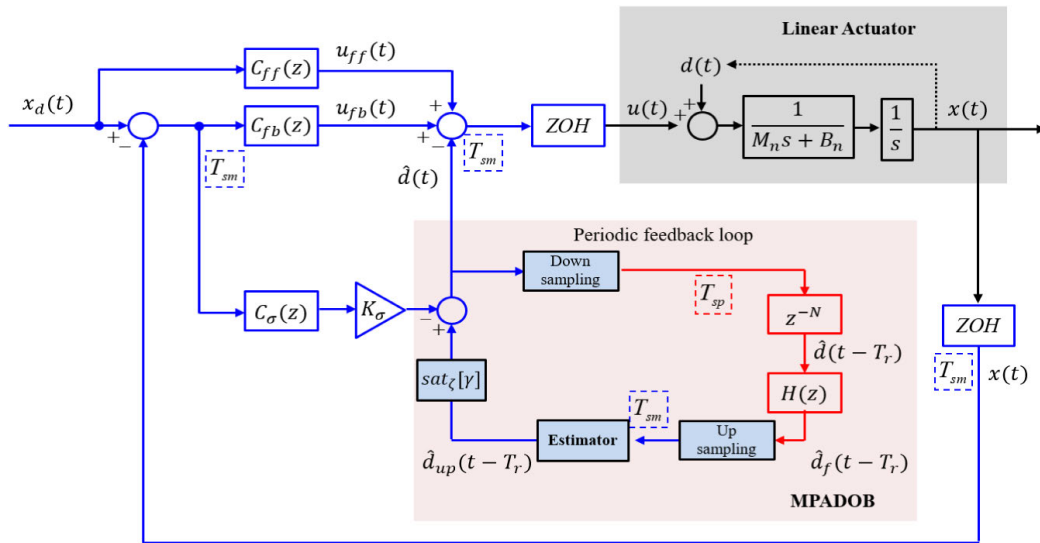 Linear Actuator
x_d(t)
+
−
T_sm
C_ff(z)
u_ff(t)
C_fb(z)
u_fb(t)
+
+
−
T_sm
ZOH
u(t)
d(t)
+
+
1
M_n s + B_n
1
s
x(t)
d̂(t)
Periodic feedback loop
Down
sampling
T_sp
z^{-N}
d̂(t − T_r)
H(z)
C_σ(z)
K_σ
−
+
sat_ζ[γ]
T_sm
Estimator
Up
sampling
d̂_up(t − T_r)
d̂_f(t − T_r)
MPADOB
ZOH
T_sm
x(t)